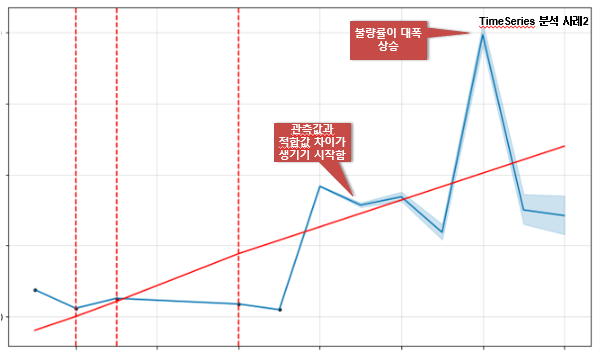 TimeSeries 분석 사례2
불량률이 대폭
상승
관측값과
적합값 차이가
생기기 시작함